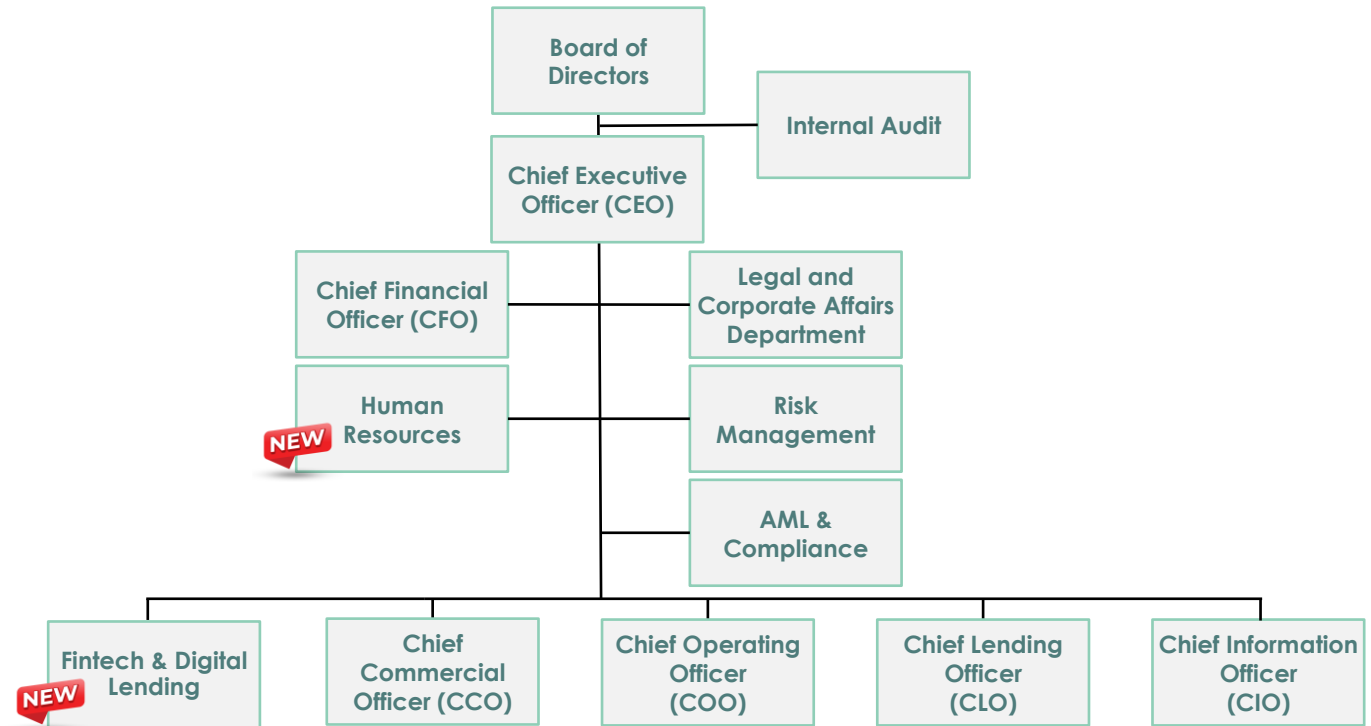 Board of
Directors
Internal Audit
Chief Executive
Officer (CEO)
Chief Financial
Officer (CFO)
Legal and
Corporate Affairs
Department
Human
Resources
NEW
Risk
Management
AML &
Compliance
Fintech & Digital
Lending
NEW
Chief
Commercial
Officer (CCO)
Chief Operating
Officer
(COO)
Chief Lending
Officer
(CLO)
Chief Information
Officer
(CIO)